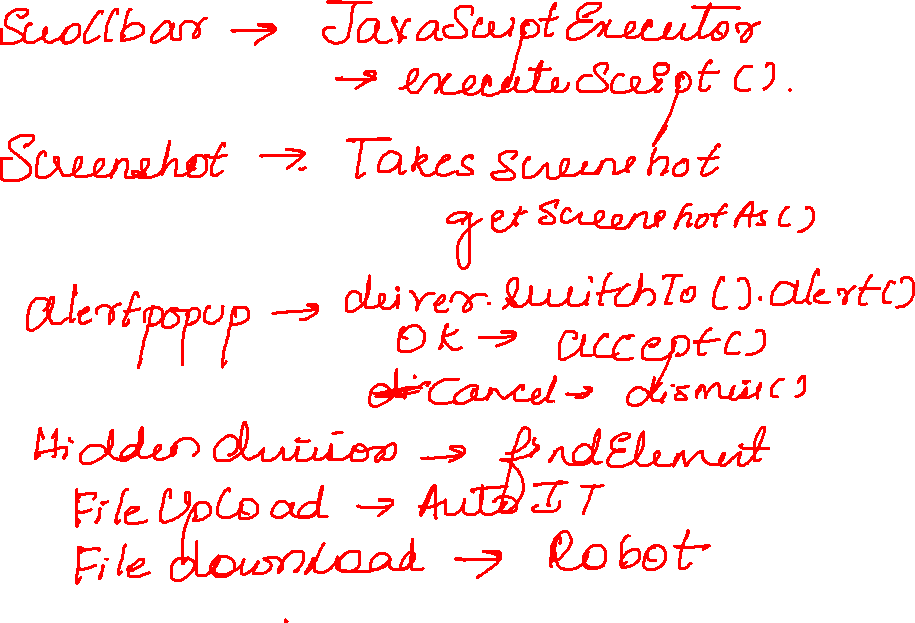 Scrollbar → JavaScriptExecutor
→ executeScript().
Screenshot → Takes Screenshot
getScreenshotAs()
alertpopup → driver.switchTo().alert()
OK → accept()
Cancel → dismiss()
Hidden division → findElement
File Upload → AutoIT
File download → Robot